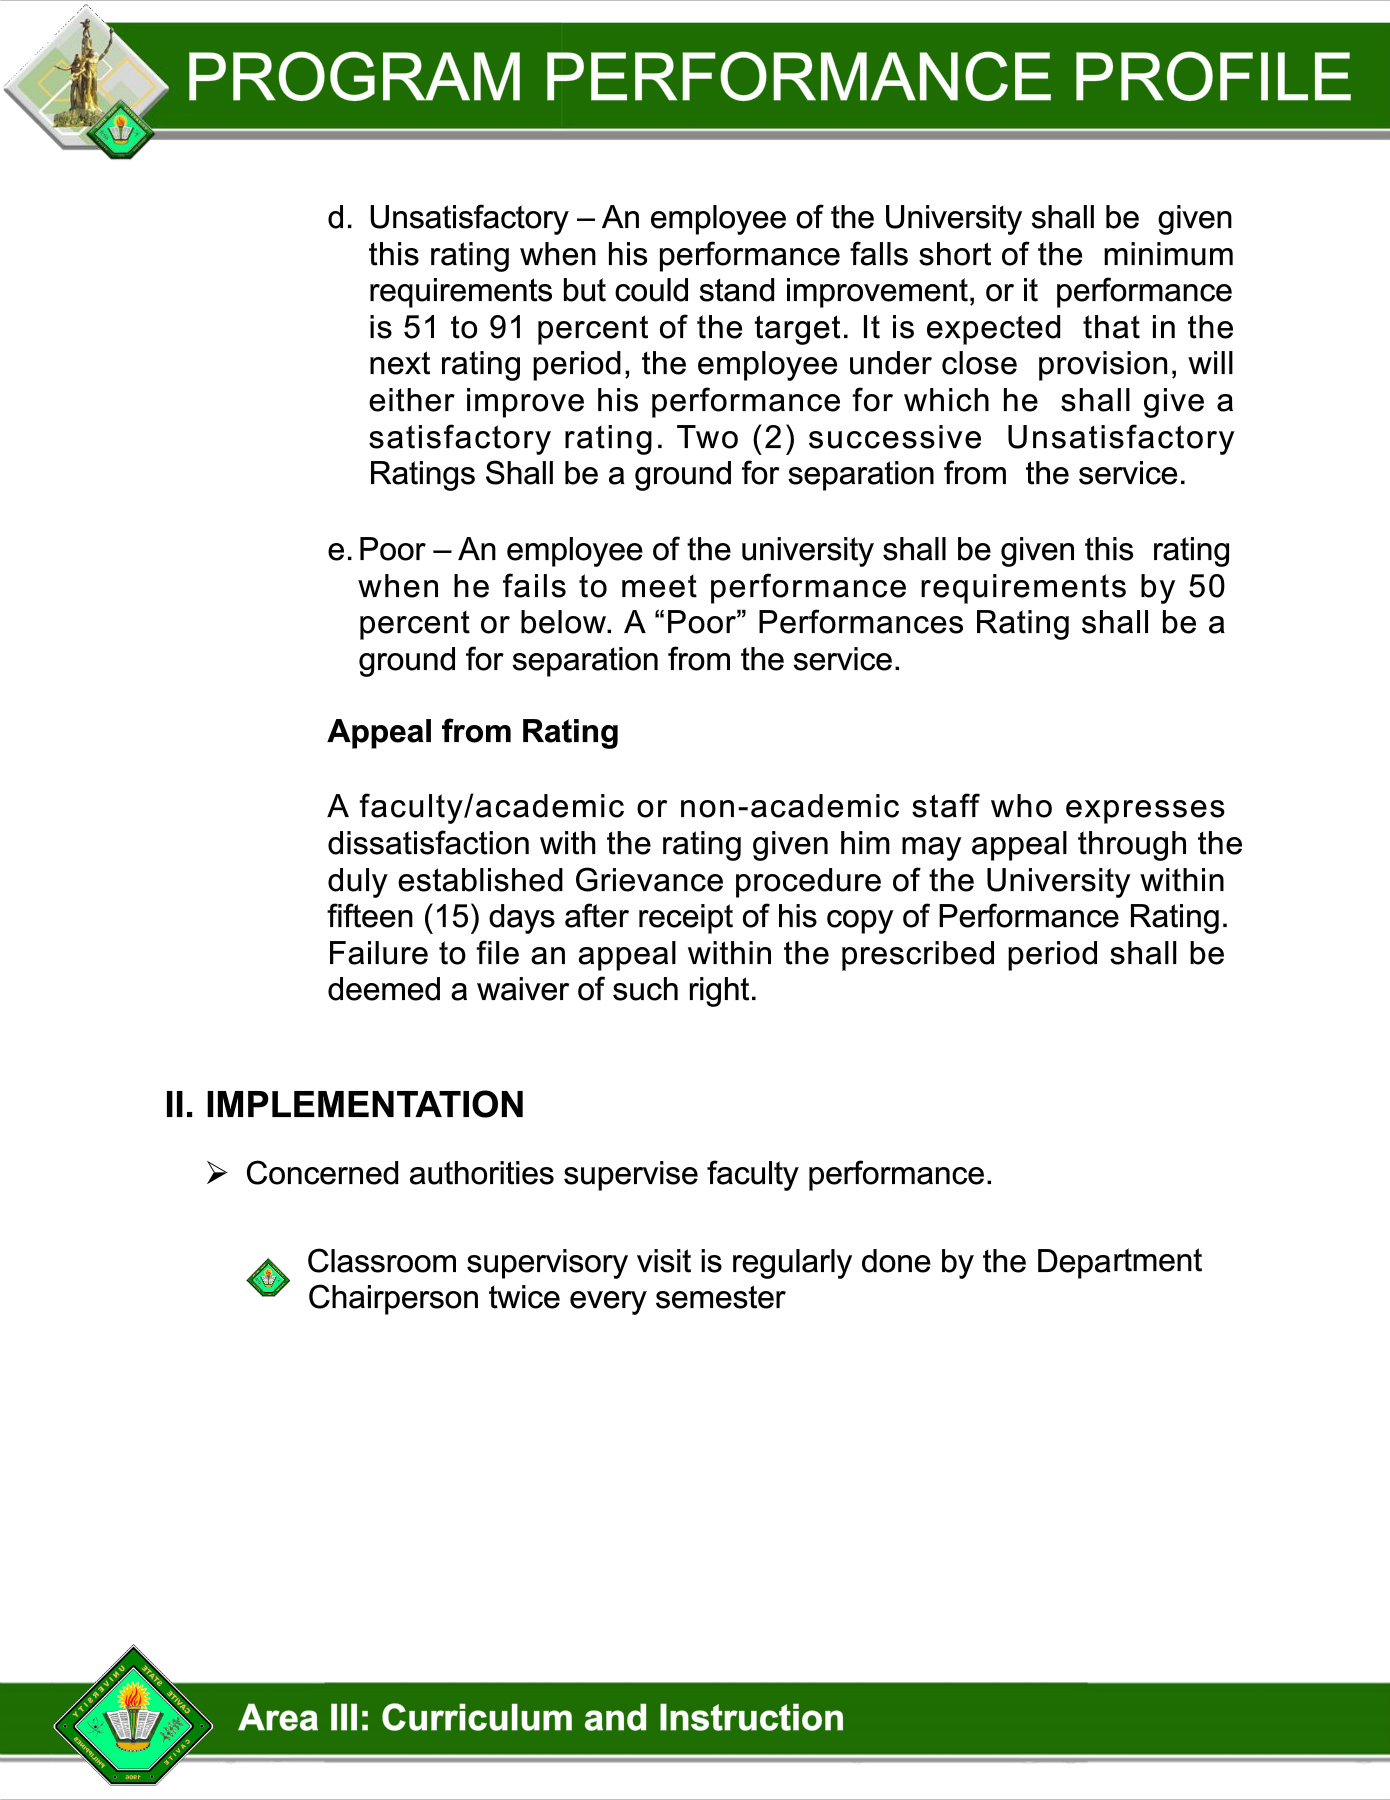 PROGRAM PERFORMANCE PROFILE
d. Unsatisfactory – An employee of the University shall be given
this rating when his performance falls short of the minimum
requirements but could stand improvement, or it performance
is 51 to 91 percent of the target. It is expected that in the
next rating period, the employee under close provision, will
either improve his performance for which he shall give a
satisfactory rating. Two (2) successive Unsatisfactory
Ratings Shall be a ground for separation from the service.
e. Poor – An employee of the university shall be given this rating
when he fails to meet performance requirements by 50
percent or below. A “Poor” Performances Rating shall be a
ground for separation from the service.
Appeal from Rating
A faculty/academic or non-academic staff who expresses
dissatisfaction with the rating given him may appeal through the
duly established Grievance procedure of the University within
fifteen (15) days after receipt of his copy of Performance Rating.
Failure to file an appeal within the prescribed period shall be
deemed a waiver of such right.
II. IMPLEMENTATION
➢ Concerned authorities supervise faculty performance.
Classroom supervisory visit is regularly done by the Department
Chairperson twice every semester
CAVITE STATE UNIVERSITY
CAVITE
PHILIPPINES
1906
Area III: Curriculum and Instruction